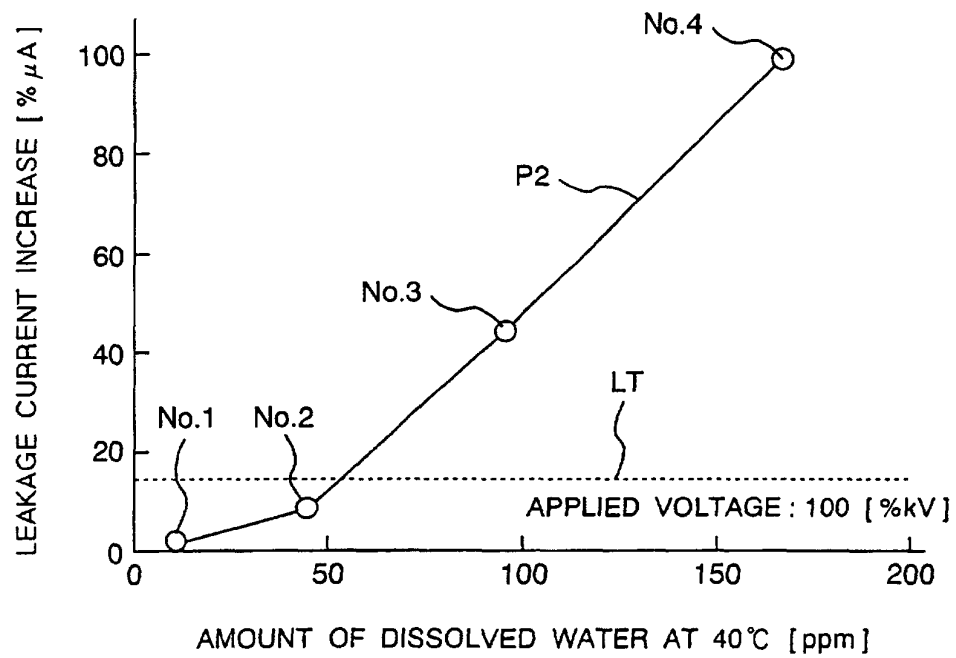 LEAKAGE CURRENT INCREASE [%μA]
100
80
60
40
20
0
No.4
P2
No.3
LT
No.1
No.2
APPLIED VOLTAGE : 100 [%kV]
0 50 100 150 200
AMOUNT OF DISSOLVED WATER AT 40℃ [ppm]